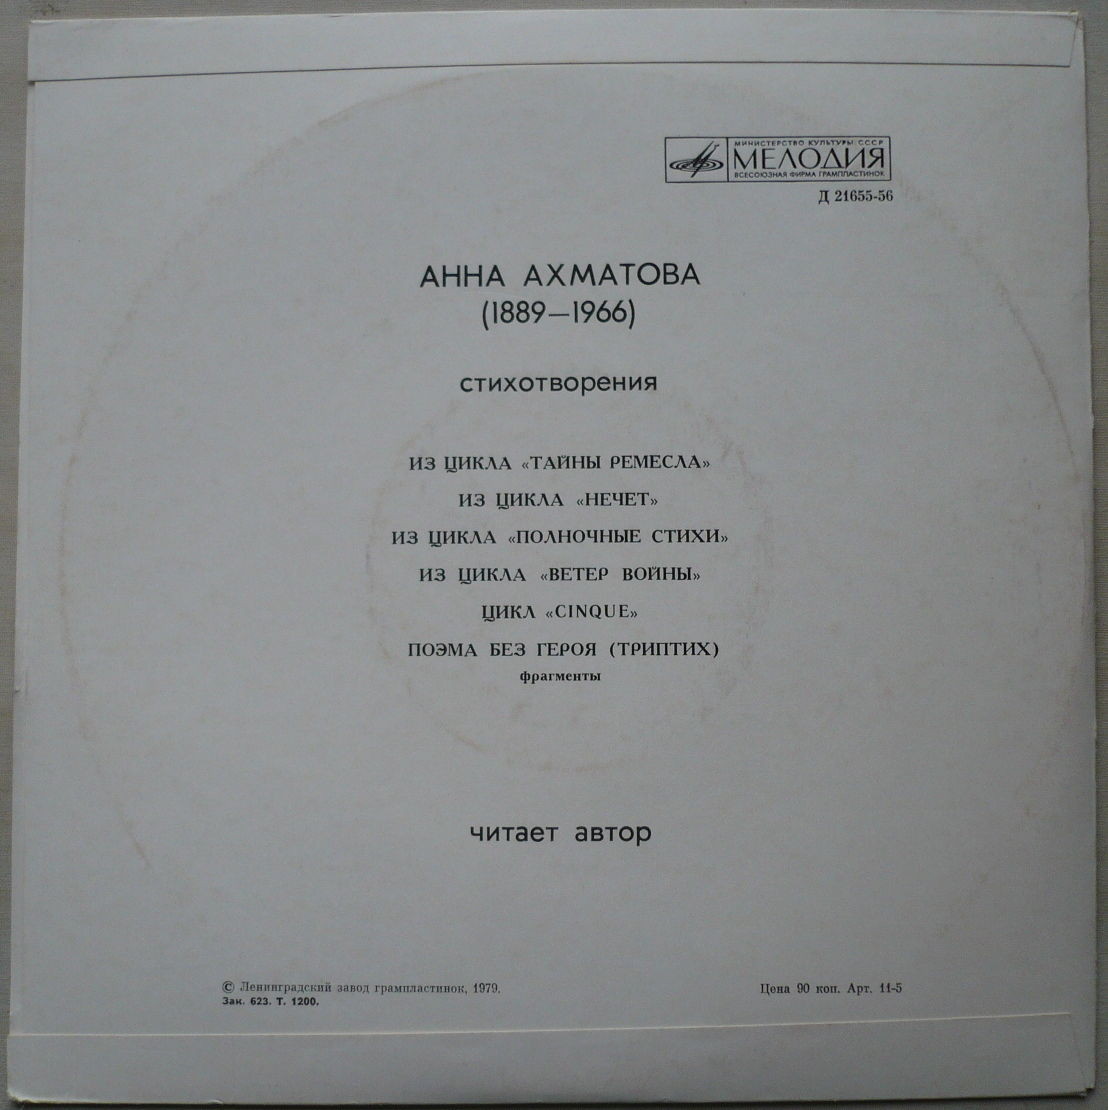 МИНИСТЕРСТВО КУЛЬТУРЫ СССР
МЕЛОДИЯ
ВСЕСОЮЗНАЯ ФИРМА ГРАМПЛАСТИНОК
Д 21655-56
АННА АХМАТОВА
(1889—1966)
стихотворения
ИЗ ЦИКЛА «ТАЙНЫ РЕМЕСЛА»
ИЗ ЦИКЛА «НЕЧЕТ»
ИЗ ЦИКЛА «ПОЛНОЧНЫЕ СТИХИ»
ИЗ ЦИКЛА «ВЕТЕР ВОЙНЫ»
ЦИКЛ «CINQUE»
ПОЭМА БЕЗ ГЕРОЯ (ТРИПТИХ)
фрагменты
читает автор
© Ленинградский завод грампластинок, 1979.
Зак. 623. Т. 1200.
Цена 90 коп. Арт. 11-5